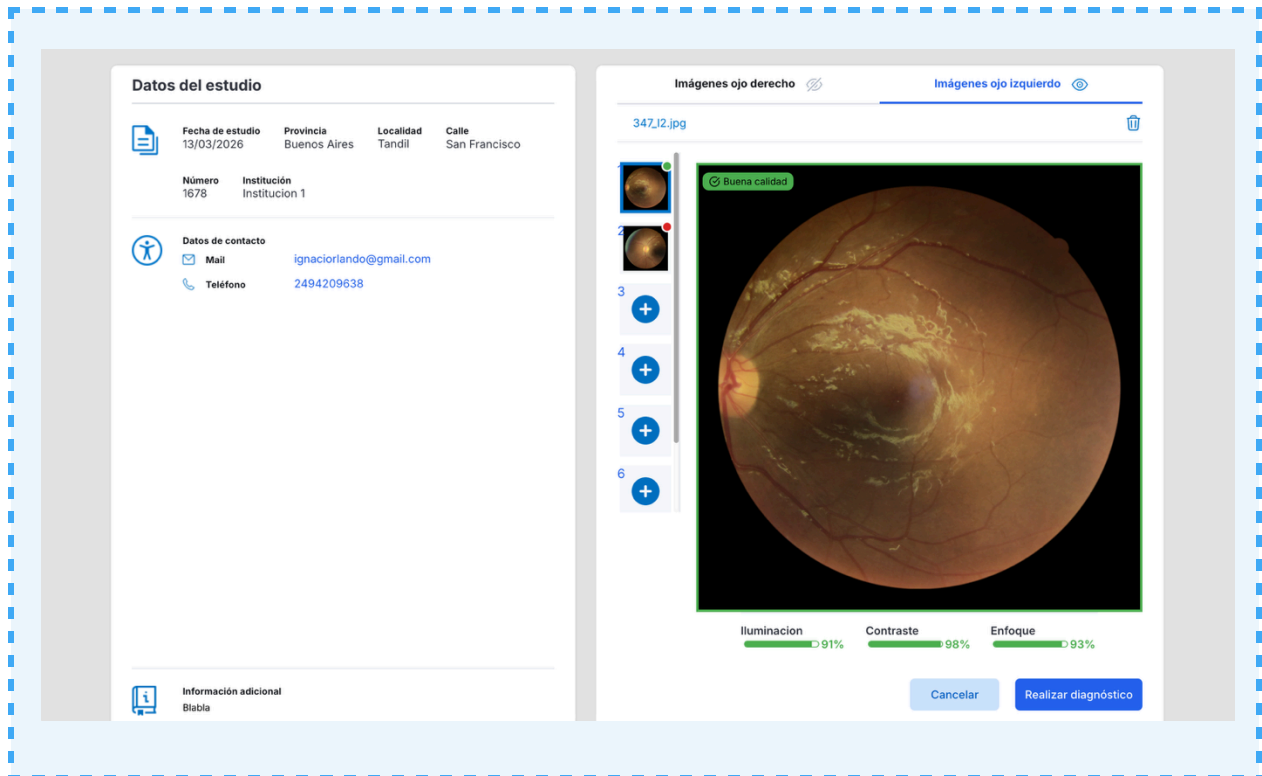 Datos del estudio
Fecha de estudio Provincia Localidad Calle
13/03/2026 Buenos Aires Tandil San Francisco
Número Institución
1678 Institucion 1
Datos de contacto
Mail ignaciorlando@gmail.com
Teléfono 2494209638
Información adicional
Blabla
Imágenes ojo derecho Imágenes ojo izquierdo
347_I2.jpg
1
2
3
4
5
6
Buena calidad
Iluminacion Contraste Enfoque
91% 98% 93%
Cancelar Realizar diagnóstico